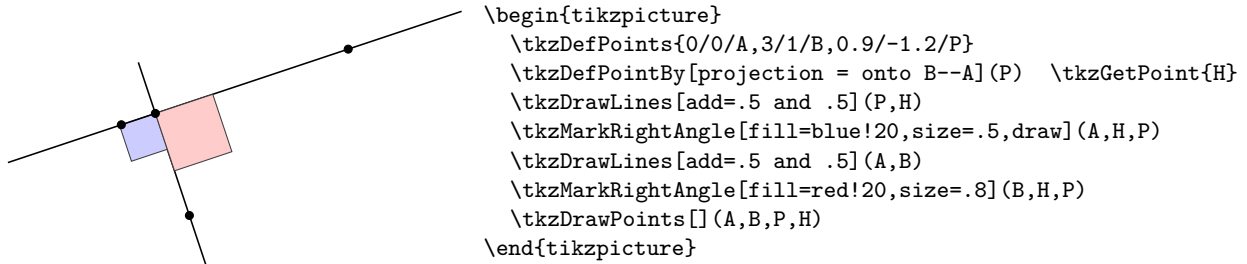 \begin{tikzpicture}
\tkzDefPoints{0/0/A,3/1/B,0.9/-1.2/P}
\tkzDefPointBy[projection = onto B--A](P)  \tkzGetPoint{H}
\tkzDrawLines[add=.5 and .5](P,H)
\tkzMarkRightAngle[fill=blue!20,size=.5,draw](A,H,P)
\tkzDrawLines[add=.5 and .5](A,B)
\tkzMarkRightAngle[fill=red!20,size=.8](B,H,P)
\tkzDrawPoints[](A,B,P,H)
\end{tikzpicture}